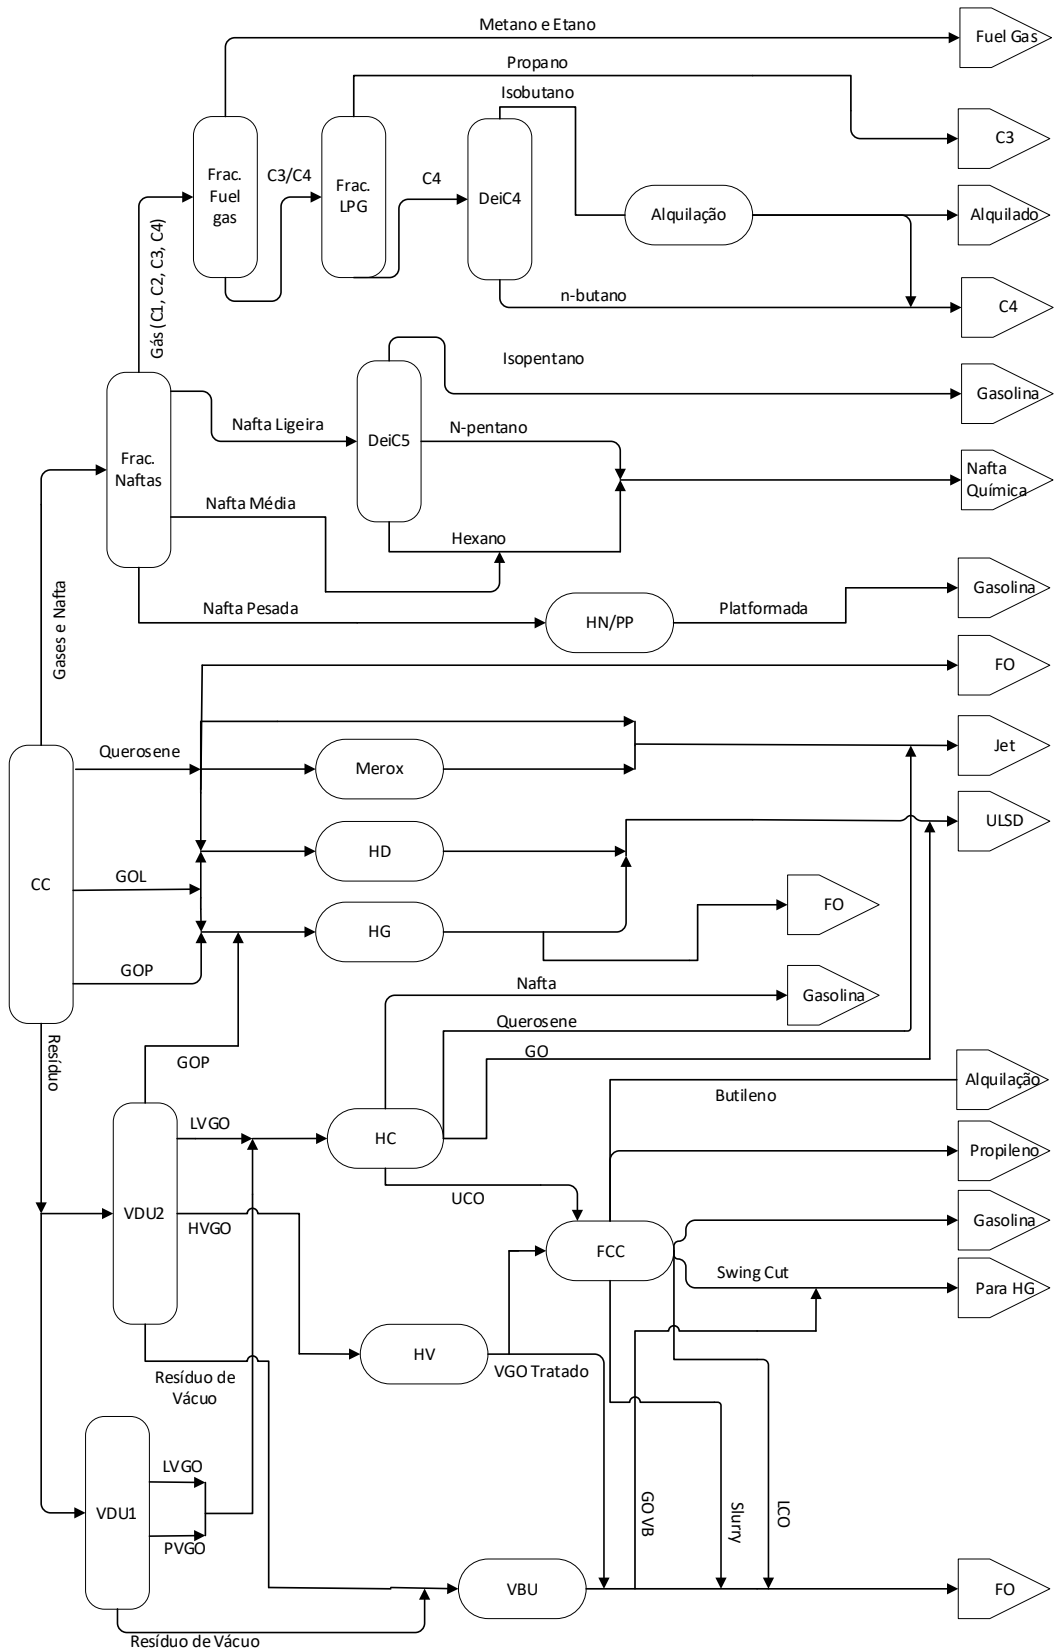 Metano e Etano
Fuel Gas
Propano
Isobutano
C3
Frac.
Fuel
gas
C3/C4
Frac.
LPG
C4
DeiC4
Alquilação
Alquilado
Gás (C1, C2, C3, C4)
n-butano
C4
Isopentano
Gasolina
Nafta Ligeira
DeiC5
N-pentano
Frac.
Naftas
Nafta
Química
Nafta Média
Hexano
Gases e Nafta
Nafta Pesada
HN/PP
Platformada
Gasolina
FO
Querosene
Merox
Jet
HD
ULSD
CC
GOL
FO
HG
GOP
Nafta
Gasolina
Querosene
Resíduo
GO
GOP
Butileno
Alquilação
LVGO
HC
Propileno
UCO
VDU2
HVGO
FCC
Gasolina
Swing Cut
Para HG
HV
VGO Tratado
Resíduo de
Vácuo
LVGO
VDU1
PVGO
GO VB
Slurry
LCO
VBU
FO
Resíduo de Vácuo